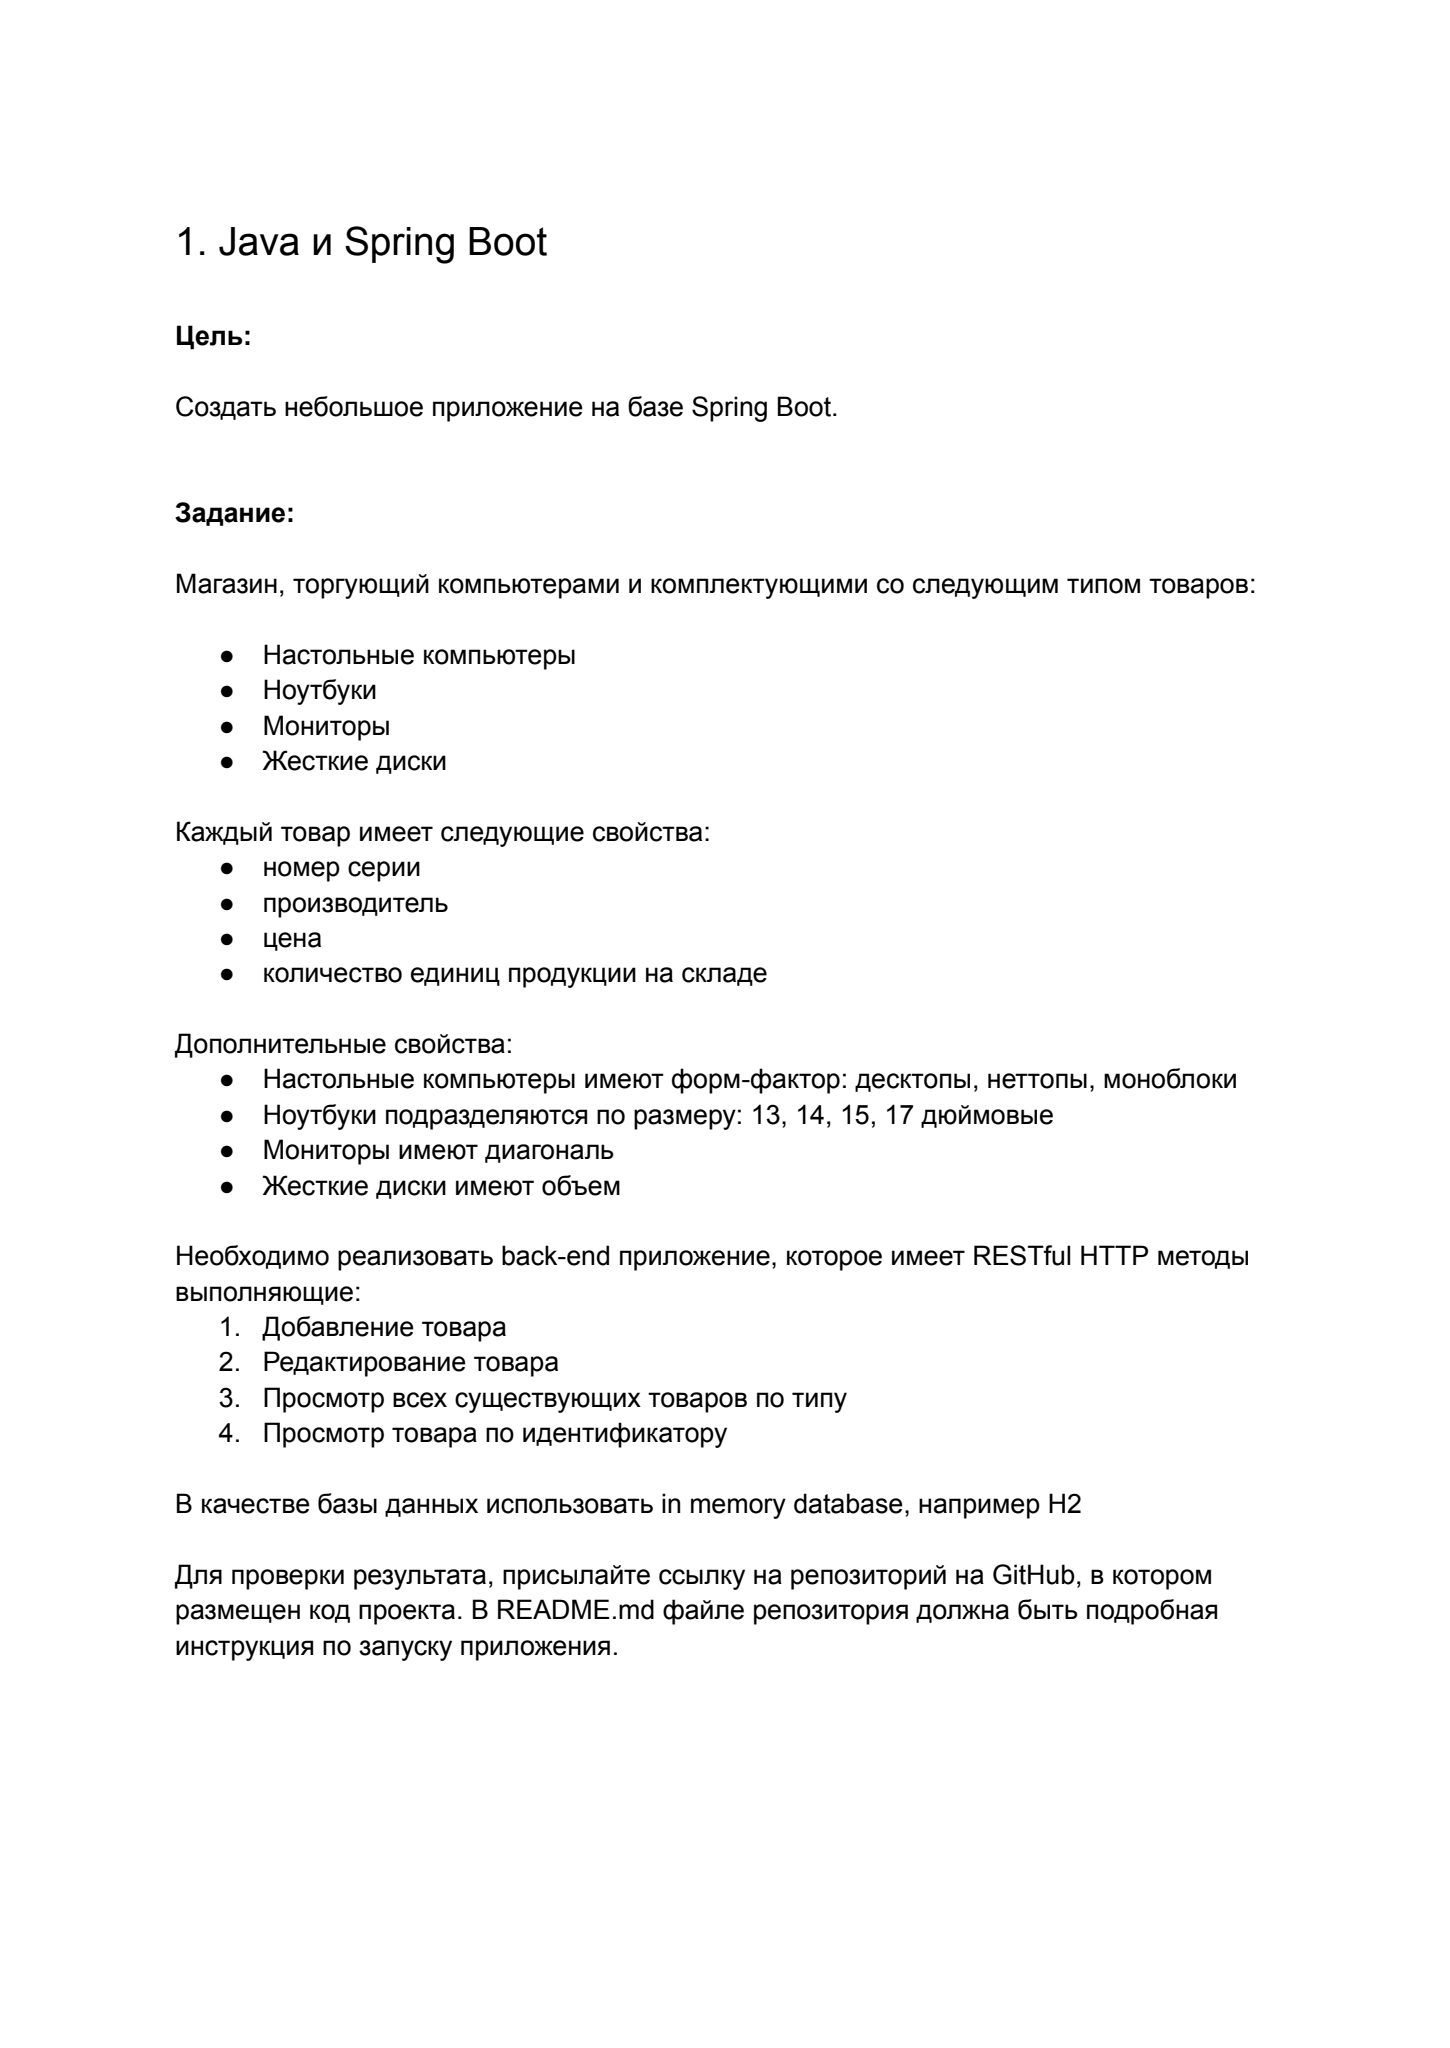 1. Java и Spring Boot
Цель:
Создать небольшое приложение на базе Spring Boot.
Задание:
Магазин, торгующий компьютерами и комплектующими со следующим типом товаров:
● Настольные компьютеры
● Ноутбуки
● Мониторы
● Жесткие диски
Каждый товар имеет следующие свойства:
● номер серии
● производитель
● цена
● количество единиц продукции на складе
Дополнительные свойства:
● Настольные компьютеры имеют форм-фактор: десктопы, неттопы, моноблоки
● Ноутбуки подразделяются по размеру: 13, 14, 15, 17 дюймовые
● Мониторы имеют диагональ
● Жесткие диски имеют объем
Необходимо реализовать back-end приложение, которое имеет RESTful HTTP методы
выполняющие:
1. Добавление товара
2. Редактирование товара
3. Просмотр всех существующих товаров по типу
4. Просмотр товара по идентификатору
В качестве базы данных использовать in memory database, например H2
Для проверки результата, присылайте ссылку на репозиторий на GitHub, в котором
размещен код проекта. В README.md файле репозитория должна быть подробная
инструкция по запуску приложения.